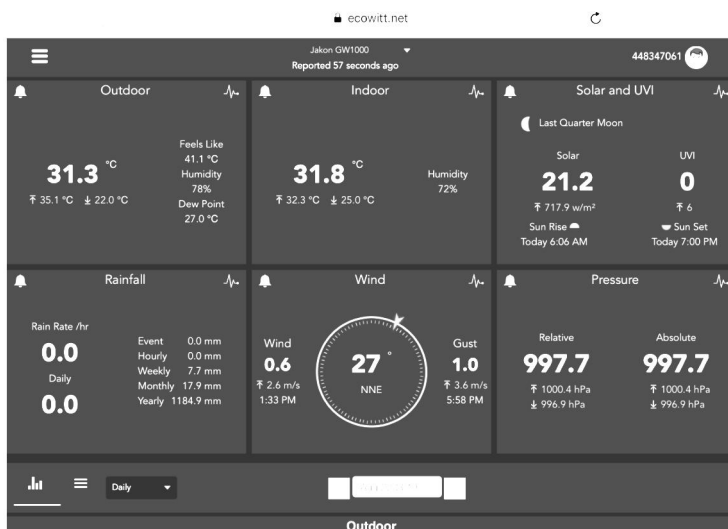 ecowitt.net
Jakon GW1000
Reported 57 seconds ago
448347061
Outdoor
31.3 °C
35.1 °C 22.0 °C
Feels Like
41.1 °C
Humidity
78%
Dew Point
27.0 °C
Indoor
31.8 °C
32.3 °C 25.0 °C
Humidity
72%
Solar and UVI
Last Quarter Moon
Solar
21.2
717.9 w/m²
UVI
0
6
Sun Rise
Today 6:06 AM
Sun Set
Today 7:00 PM
Rainfall
Rain Rate /hr
0.0
Daily
0.0
Event 0.0 mm
Hourly 0.0 mm
Weekly 7.7 mm
Monthly 17.9 mm
Yearly 1184.9 mm
Wind
Wind
0.6
2.6 m/s
1:33 PM
27 °
NNE
Gust
1.0
3.6 m/s
5:58 PM
Pressure
Relative
997.7
1000.4 hPa
996.9 hPa
Absolute
997.7
1000.4 hPa
996.9 hPa
Daily
Outdoor